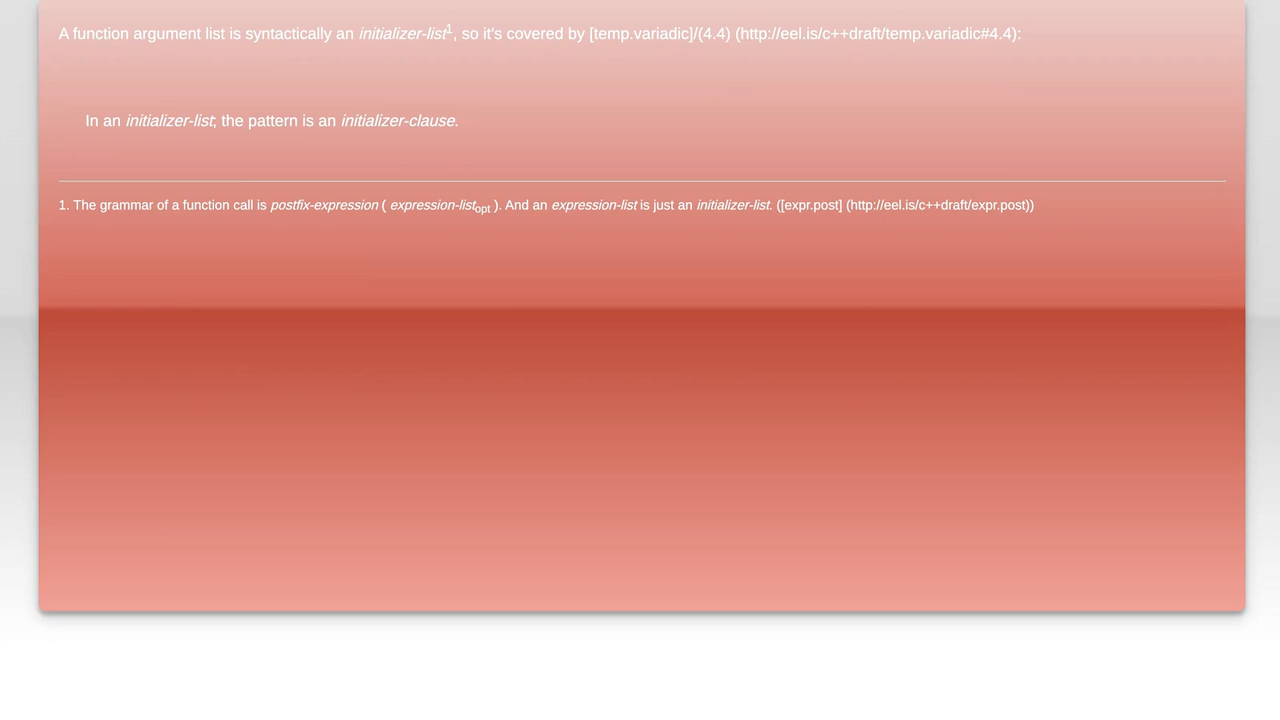 A function argument list is syntactically an initializer-list1, so it's covered by [temp.variadic]/(4.4) (http://eel.is/c++draft/temp.variadic#4.4):
In an initializer-list; the pattern is an initializer-clause.
1. The grammar of a function call is postfix-expression ( expression-listopt ). And an expression-list is just an initializer-list. ([expr.post] (http://eel.is/c++draft/expr.post))